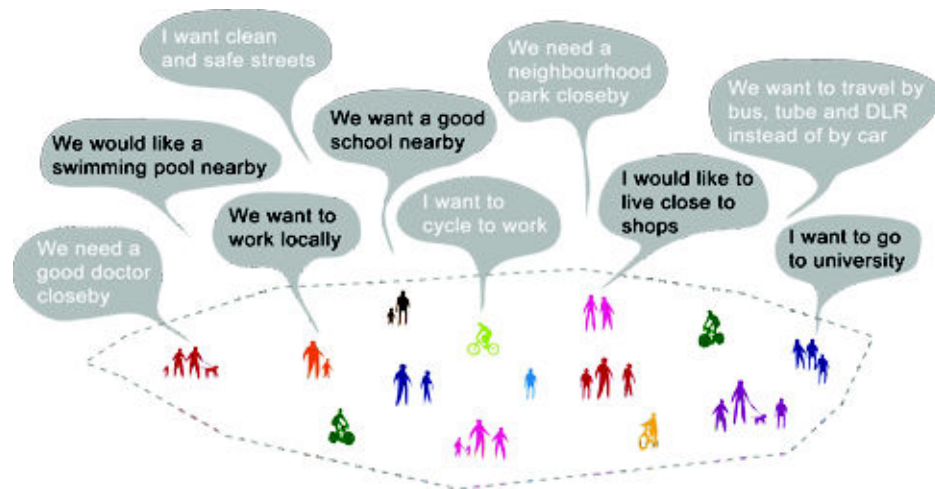 I want clean
and safe streets
We need a
neighbourhood
park closeby
We want to travel by
bus, tube and DLR
instead of by car
We want a good
school nearby
We would like a
swimming pool nearby
I would like to
live close to
shops
We want to
work locally
I want to
cycle to work
I want to go
to university
We need a
good doctor
closeby